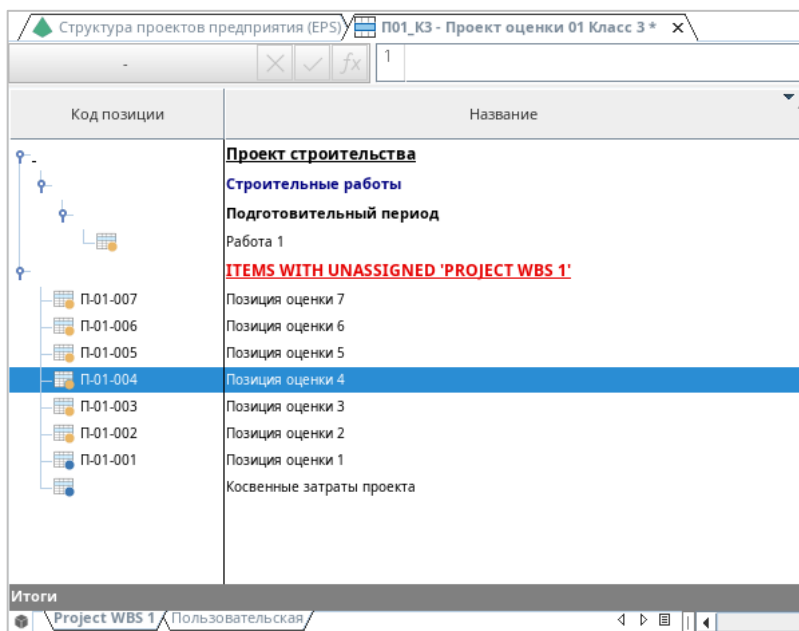 Структура проектов предприятия (EPS) П01_К3 - Проект оценки 01 Класс 3 *
- fx 1
Код позиции Название
- Проект строительства
Строительные работы
Подготовительный период
Работа 1
ITEMS WITH UNASSIGNED 'PROJECT WBS 1'
П-01-007 Позиция оценки 7
П-01-006 Позиция оценки 6
П-01-005 Позиция оценки 5
П-01-004 Позиция оценки 4
П-01-003 Позиция оценки 3
П-01-002 Позиция оценки 2
П-01-001 Позиция оценки 1
Косвенные затраты проекта
Итоги
Project WBS 1 Пользовательская